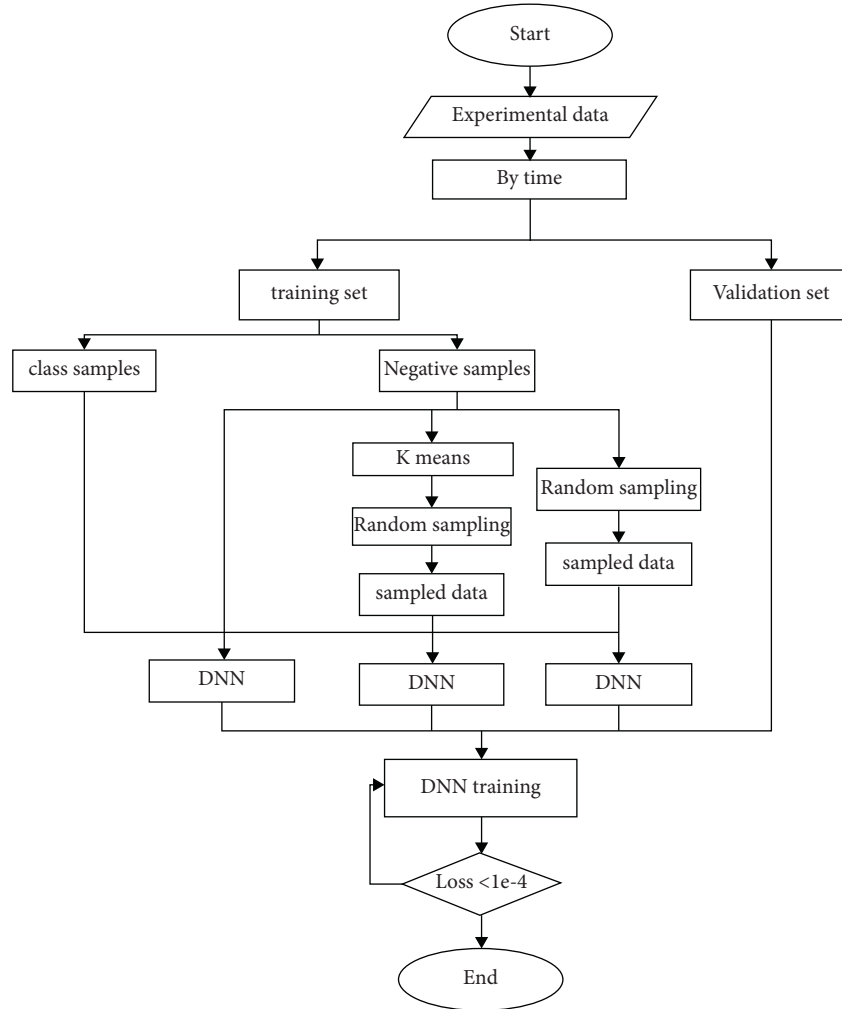 Start
Experimental data
By time
training set
Validation set
class samples
Negative samples
K means
Random sampling
Random sampling
sampled data
sampled data
DNN
DNN
DNN
DNN training
Loss <1e-4
End